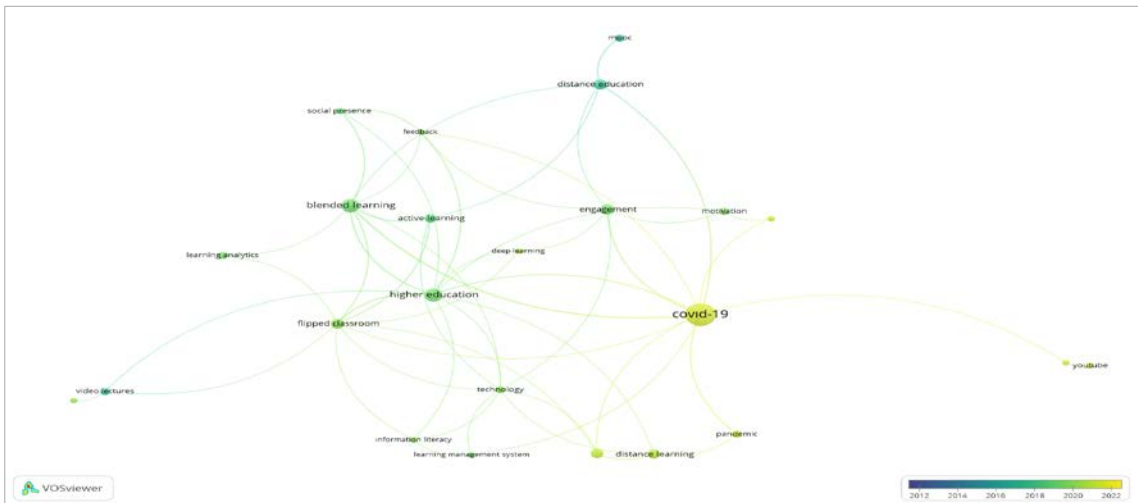 mooc
distance education
social presence
feedback
blended learning
active learning
engagement
motivation
learning analytics
deep learning
higher education
covid-19
flipped classroom
youtube
video lectures
technology
pandemic
information literacy
learning management system
distance learning
VOSviewer
2012 2014 2016 2018 2020 2022